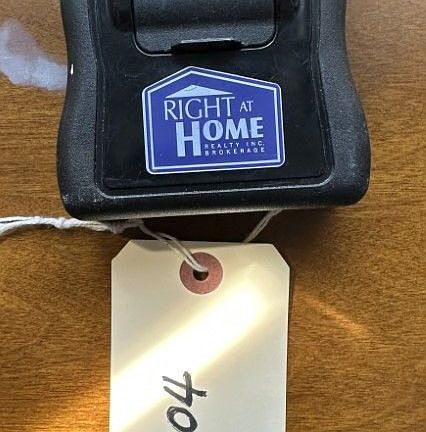 RIGHT AT
HOME
REALTY INC.
BROKERAGE
04